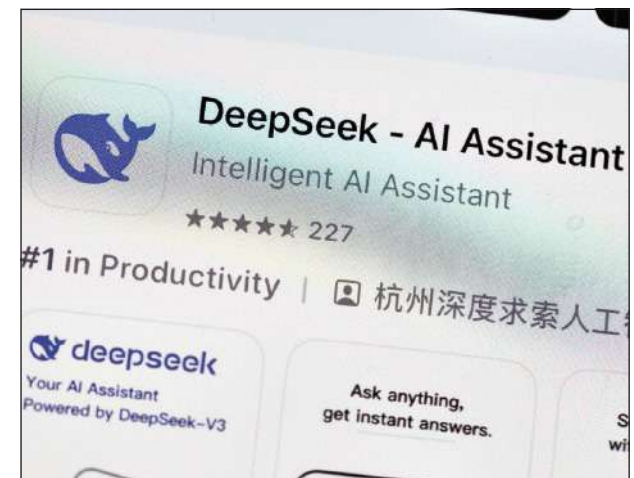 DeepSeek - AI Assistant
Intelligent AI Assistant
★★★★⯪ 227
#1 in Productivity | 杭州深度求索人工
deepseek
Your AI Assistant
Powered by DeepSeek-V3
Ask anything,
get instant answers.